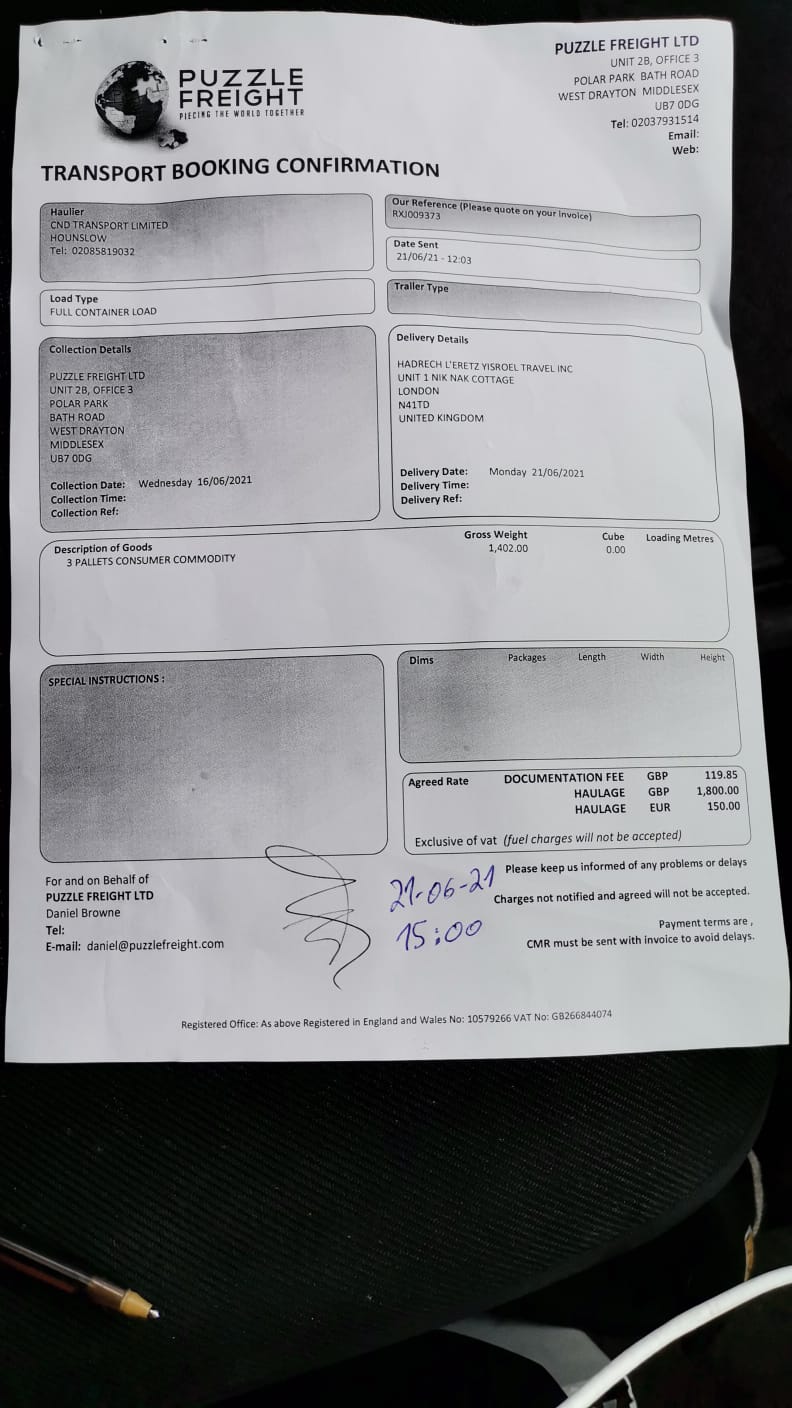 PUZZLE
FREIGHT
PIECING THE WORLD TOGETHER
PUZZLE FREIGHT LTD
UNIT 2B, OFFICE 3
POLAR PARK BATH ROAD
WEST DRAYTON MIDDLESEX
UB7 0DG
Tel: 02037931514
Email:
Web:
TRANSPORT BOOKING CONFIRMATION
Haulier
CND TRANSPORT LIMITED
HOUNSLOW
Tel: 02085819032
Our Reference (Please quote on your invoice)
RXJ009373
Date Sent
21/06/21 - 12:03
Load Type
FULL CONTAINER LOAD
Trailer Type
Collection Details
PUZZLE FREIGHT LTD
UNIT 2B, OFFICE 3
POLAR PARK
BATH ROAD
WEST DRAYTON
MIDDLESEX
UB7 0DG
Collection Date: Wednesday 16/06/2021
Collection Time:
Collection Ref:
Delivery Details
HADRECH L'ERETZ YISROEL TRAVEL INC
UNIT 1 NIK NAK COTTAGE
LONDON
N41TD
UNITED KINGDOM
Delivery Date: Monday 21/06/2021
Delivery Time:
Delivery Ref:
Description of Goods Gross Weight Cube Loading Metres
3 PALLETS CONSUMER COMMODITY 1,402.00 0.00
SPECIAL INSTRUCTIONS :
Dims Packages Length Width Height
Agreed Rate DOCUMENTATION FEE GBP 119.85
HAULAGE GBP 1,800.00
HAULAGE EUR 150.00
Exclusive of vat (fuel charges will not be accepted)
For and on Behalf of
PUZZLE FREIGHT LTD
Daniel Browne
Tel:
E-mail: daniel@puzzlefreight.com
21-06-21
15:00
Please keep us informed of any problems or delays
Charges not notified and agreed will not be accepted.
Payment terms are ,
CMR must be sent with invoice to avoid delays.
Registered Office: As above Registered in England and Wales No: 10579266 VAT No: GB266844074